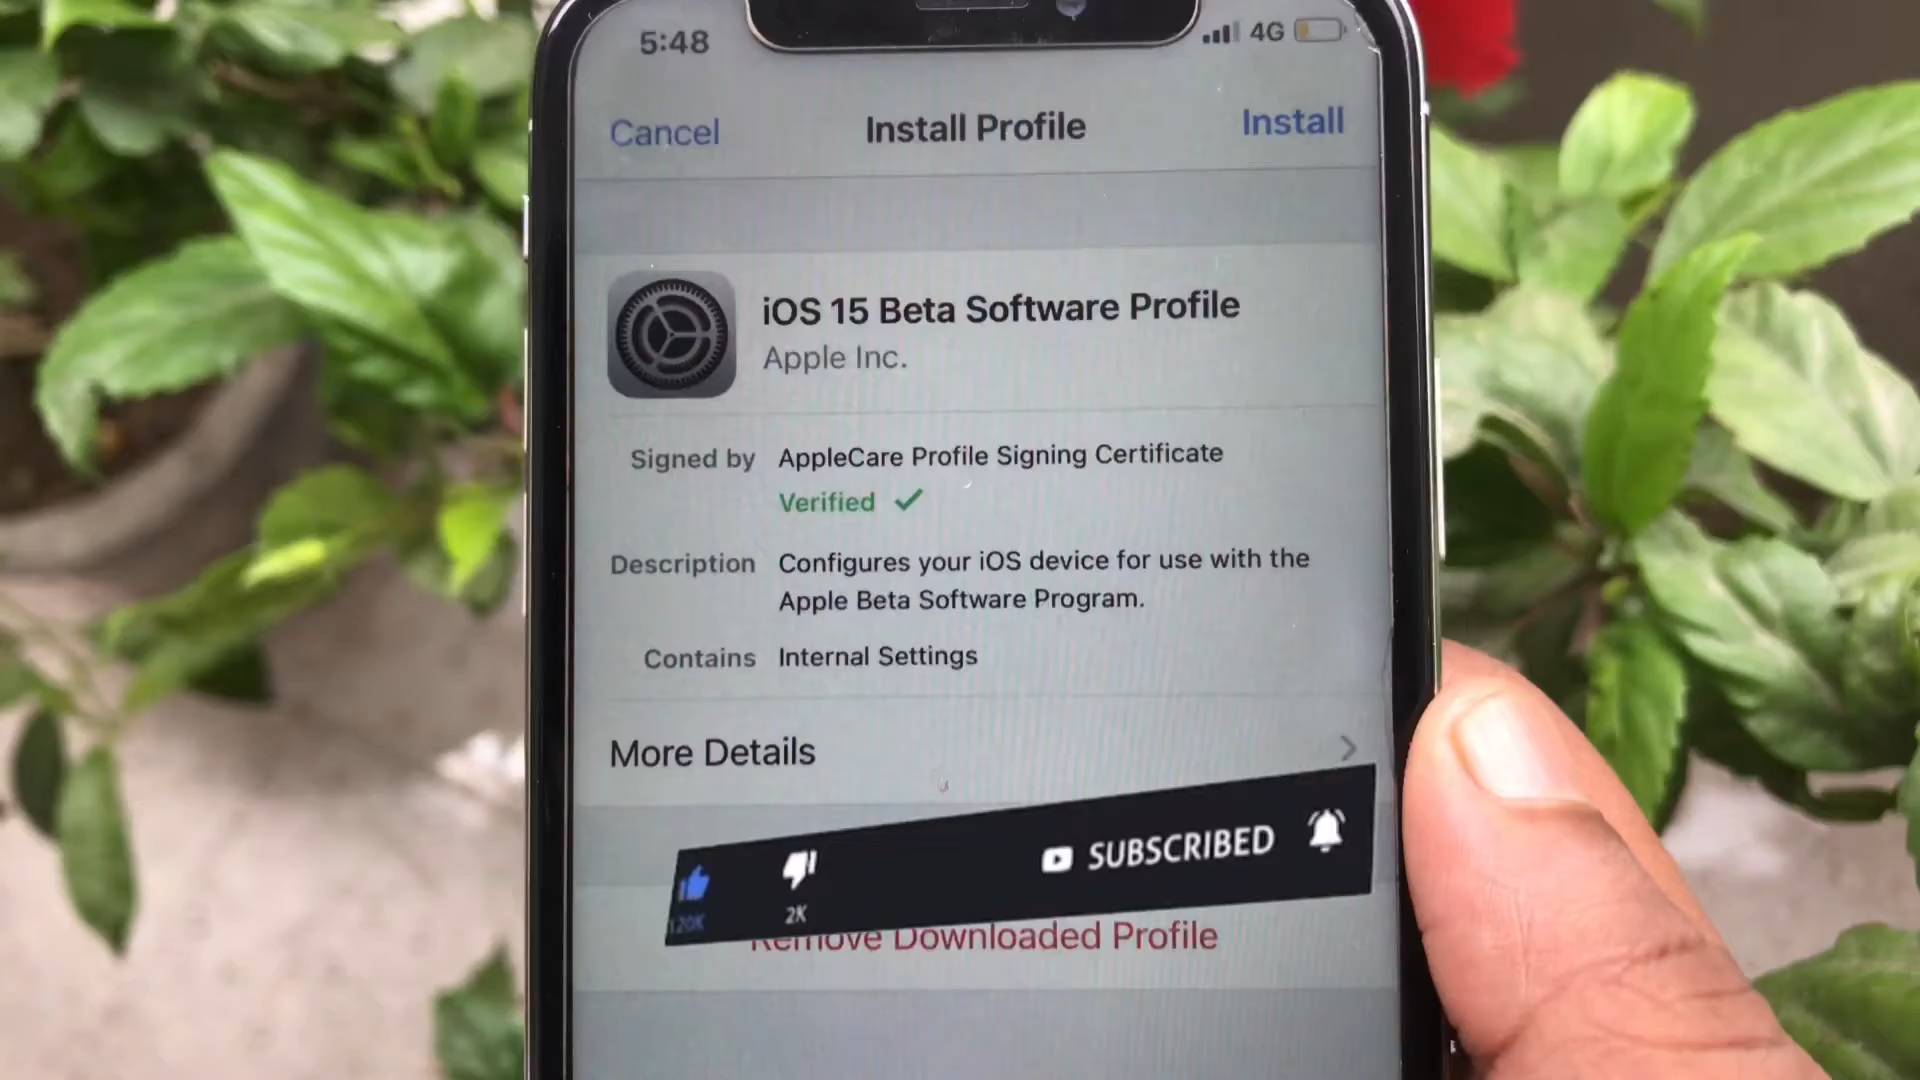 5:48
4G
Cancel
Install Profile
Install
iOS 15 Beta Software Profile
Apple Inc.
Signed by
AppleCare Profile Signing Certificate
Verified
Description
Configures your iOS device for use with the
Apple Beta Software Program.
Contains
Internal Settings
More Details
SUBSCRIBED
120K
2K
Remove Downloaded Profile